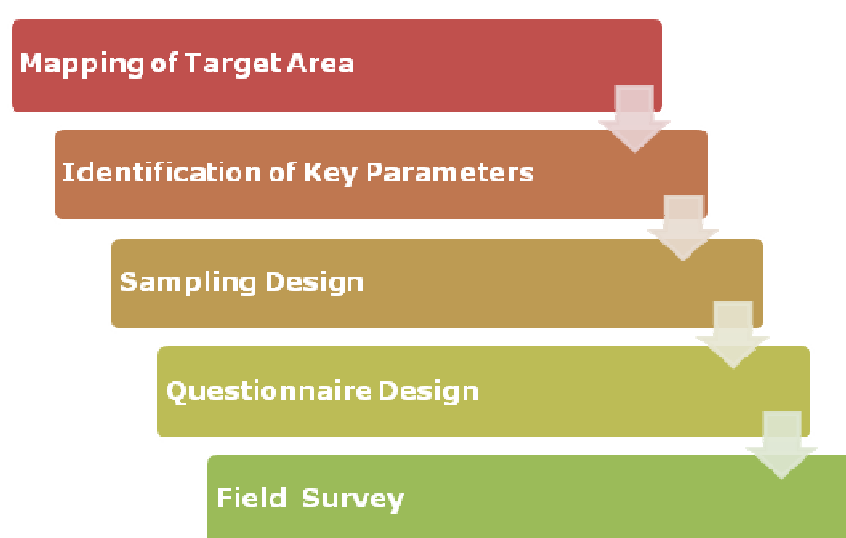 Mapping of Target Area
Identification of Key Parameters
Sampling Design
Questionnaire Design
Field Survey